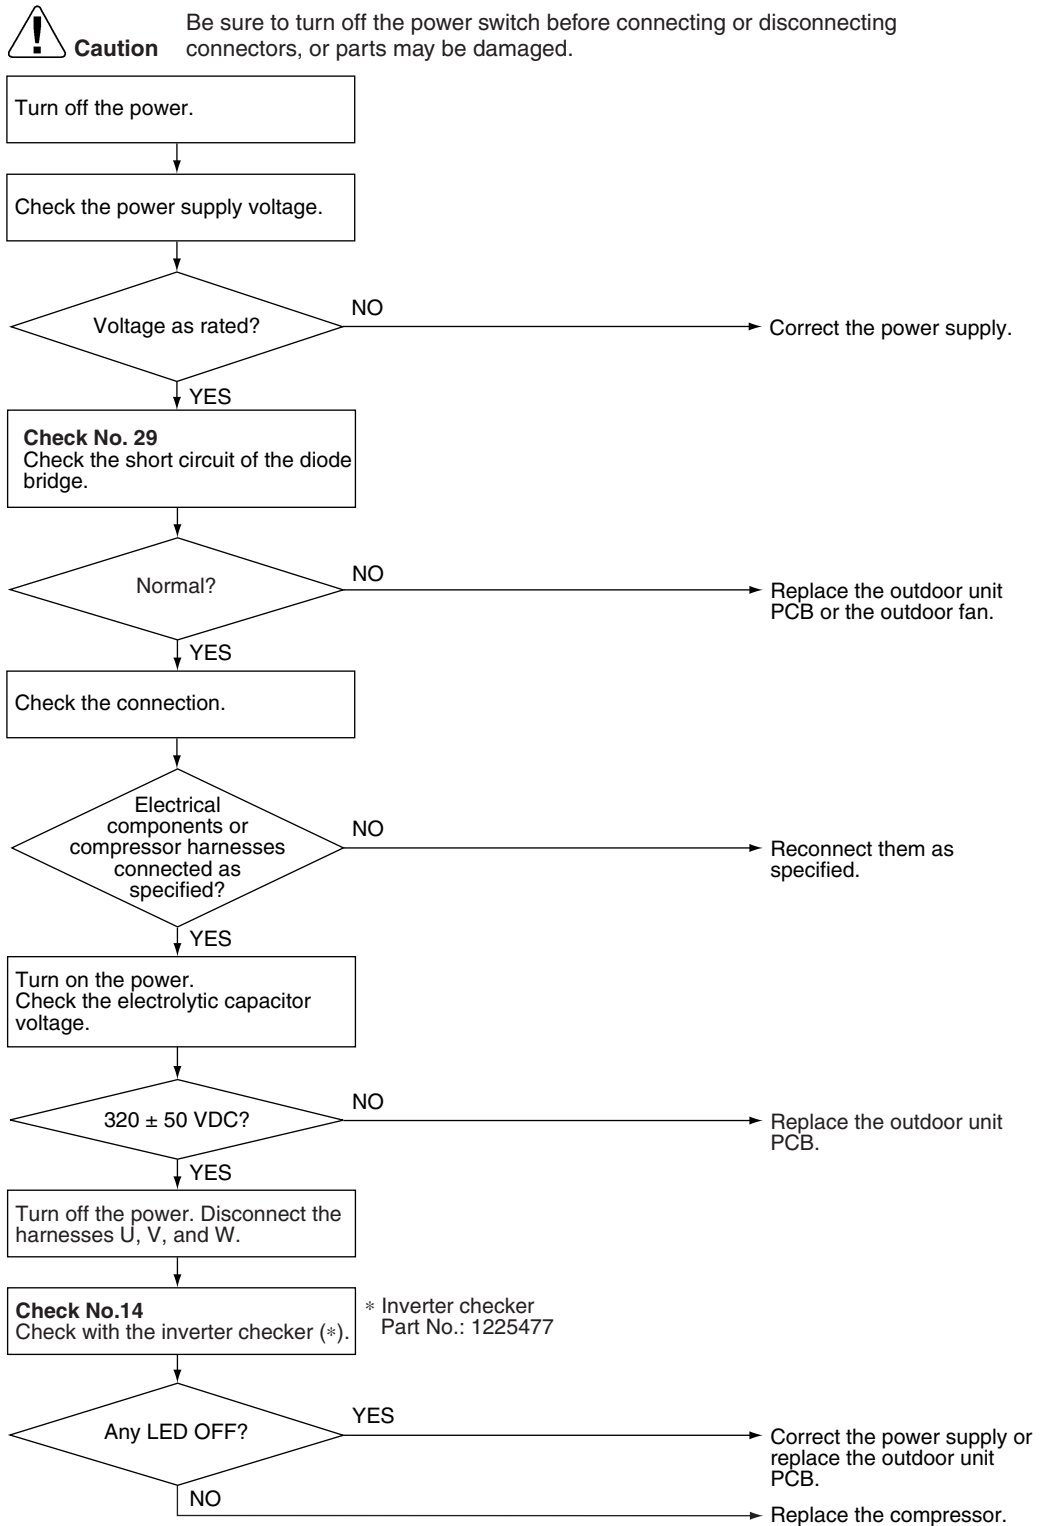 Be sure to turn off the power switch before connecting or disconnecting
Caution connectors, or parts may be damaged.
Turn off the power.
Check the power supply voltage.
Voltage as rated?
NO
Correct the power supply.
YES
Check No. 29
Check the short circuit of the diode
bridge.
Normal?
NO
Replace the outdoor unit
PCB or the outdoor fan.
YES
Check the connection.
Electrical
components or
compressor harnesses
connected as
specified?
NO
Reconnect them as
specified.
YES
Turn on the power.
Check the electrolytic capacitor
voltage.
320 ± 50 VDC?
NO
Replace the outdoor unit
PCB.
YES
Turn off the power. Disconnect the
harnesses U, V, and W.
Check No.14
Check with the inverter checker (*).
* Inverter checker
Part No.: 1225477
Any LED OFF?
YES
Correct the power supply or
replace the outdoor unit
PCB.
NO
Replace the compressor.